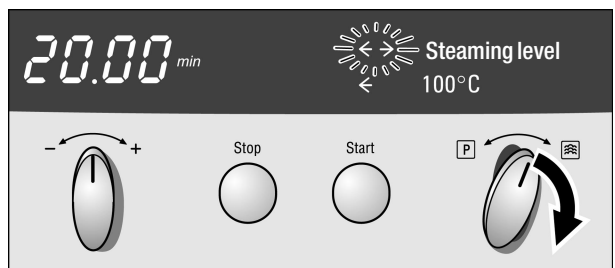 20.00 min
Steaming level
100°C
- +
Stop
Start
P